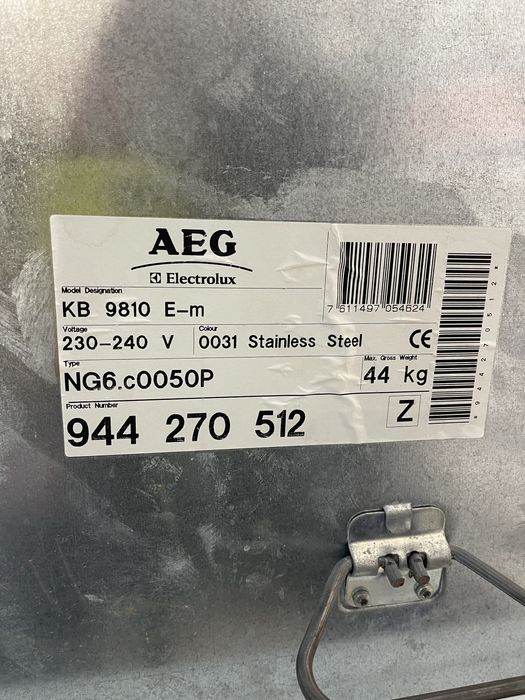 AEG
Electrolux
Model Designation
KB 9810 E-m
7 611497 054624
Voltage
230-240 V
Colour
0031 Stainless Steel
CE
Type
NG6.c0050P
Max. Gross Weight
44 kg
Product Number
944 270 512
Z
*944270512*